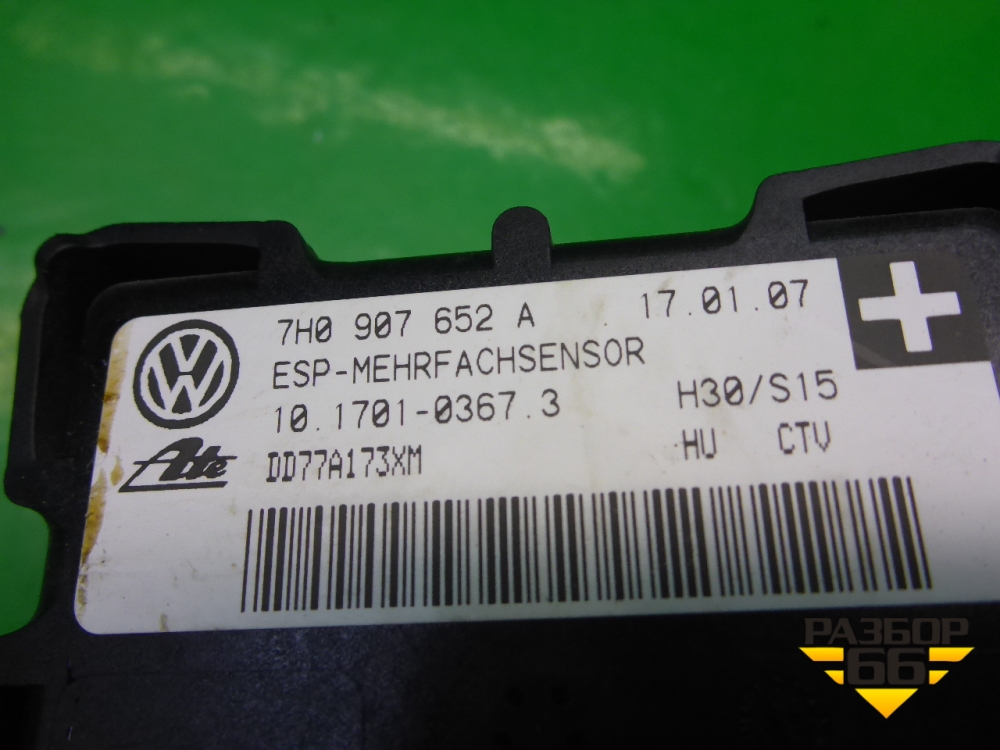 7H0 907 652 A 17.01.07
ESP-MEHRFACHSENSOR
10.1701-0367.3 H30/S15
Ate DD77A173XM HU CTV
РАЗБОР
66